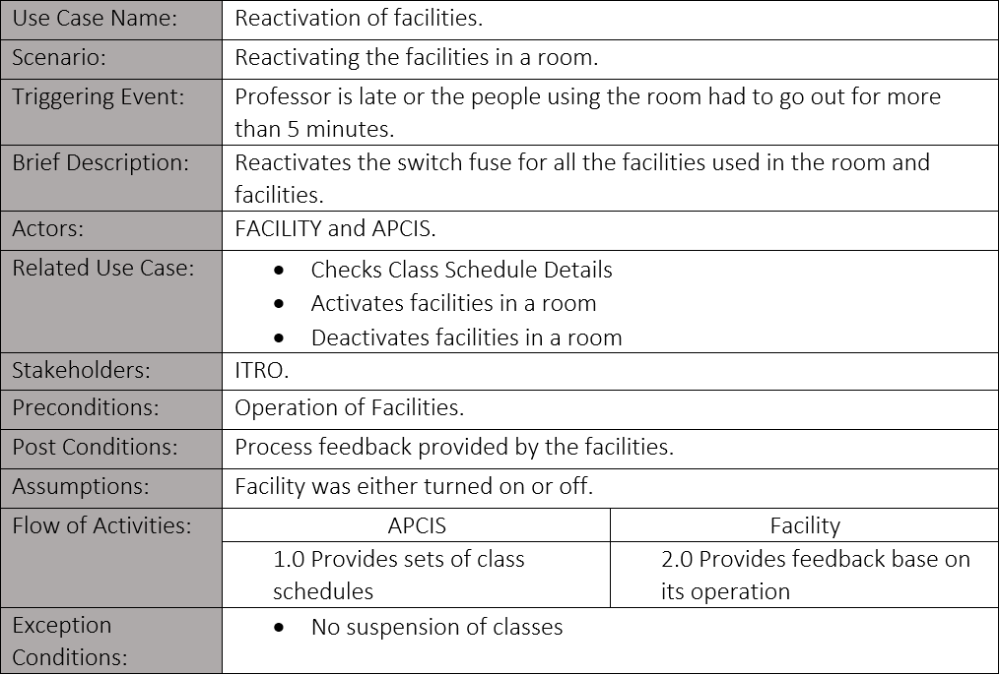 Use Case Name: Reactivation of facilities.
Scenario: Reactivating the facilities in a room.
Triggering Event: Professor is late or the people using the room had to go out for more
than 5 minutes.
Brief Description: Reactivates the switch fuse for all the facilities used in the room and
facilities.
Actors: FACILITY and APCIS.
Related Use Case: • Checks Class Schedule Details
• Activates facilities in a room
• Deactivates facilities in a room
Stakeholders: ITRO.
Preconditions: Operation of Facilities.
Post Conditions: Process feedback provided by the facilities.
Assumptions: Facility was either turned on or off.
Flow of Activities: APCIS Facility
1.0 Provides sets of class
schedules
2.0 Provides feedback base on
its operation
Exception
Conditions:
• No suspension of classes